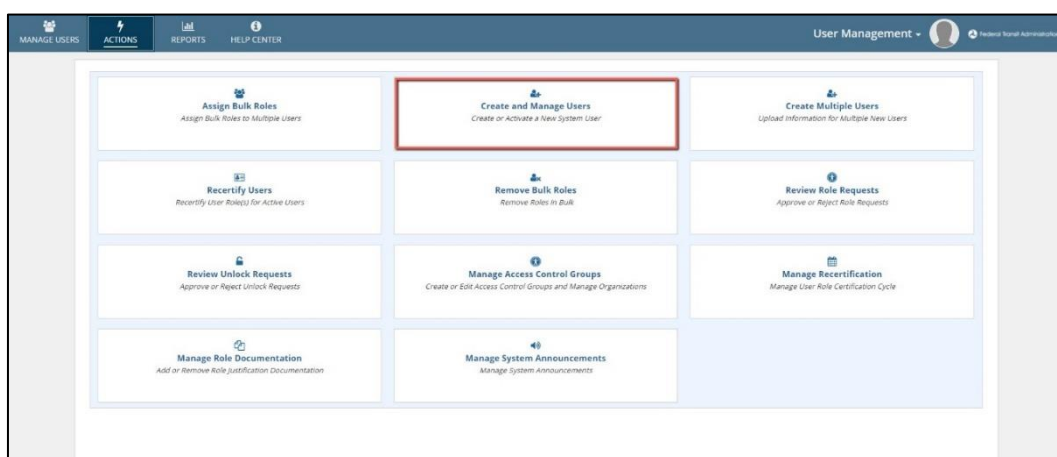 MANAGE USERS
ACTIONS
REPORTS
HELP CENTER
User Management
Federal Transit Administration
Assign Bulk Roles
Assign Bulk Roles to Multiple Users
Create and Manage Users
Create or Activate a New System User
Create Multiple Users
Upload Information for Multiple New Users
Recertify Users
Recertify User Role(s) for Active Users
Remove Bulk Roles
Remove Roles in Bulk
Review Role Requests
Approve or Reject Role Requests
Review Unlock Requests
Approve or Reject Unlock Requests
Manage Access Control Groups
Create or Edit Access Control Groups and Manage Organizations
Manage Recertification
Manage User Role Certification Cycle
Manage Role Documentation
Add or Remove Role Justification Documentation
Manage System Announcements
Manage System Announcements